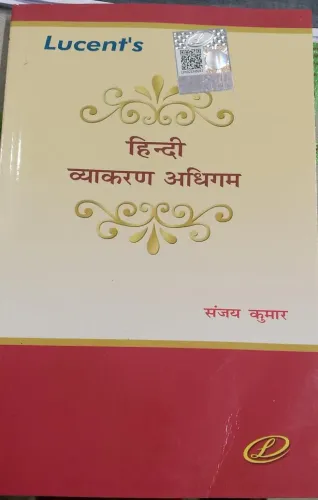 Lucent's
हिन्दी
व्याकरण अधिगम
संजय कुमार
L